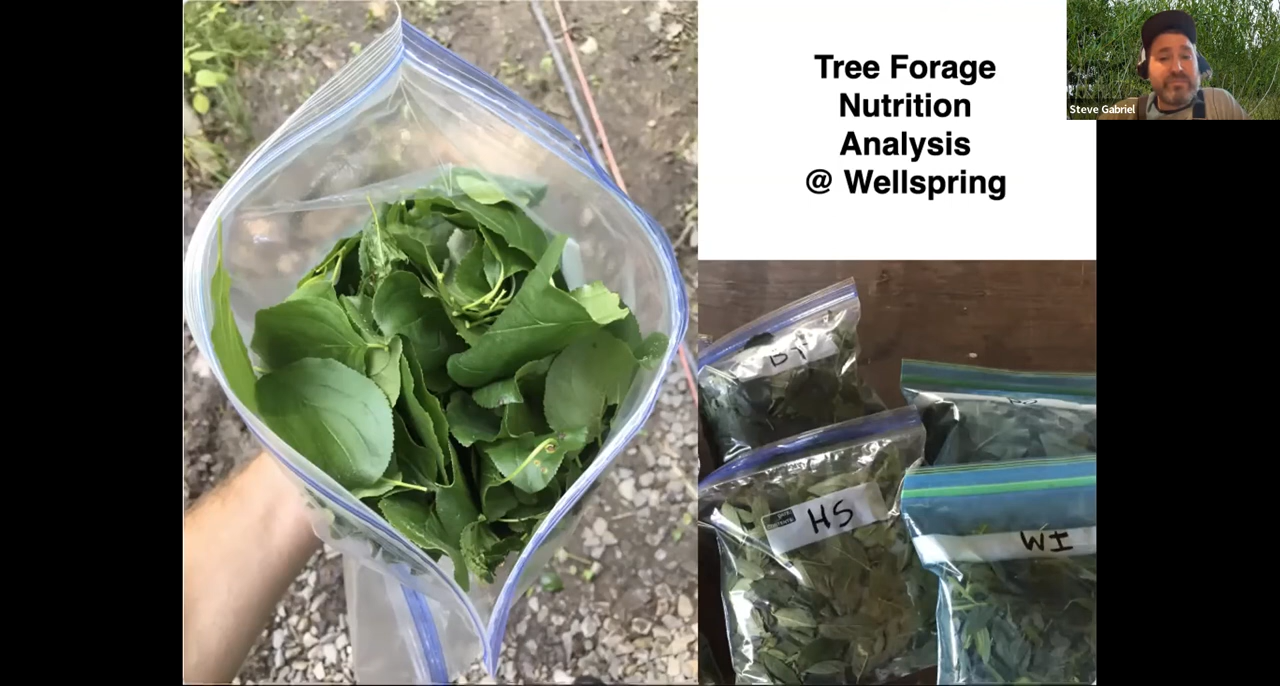 Tree Forage
Nutrition
Analysis
@ Wellspring
Steve Gabriel
HS
WI